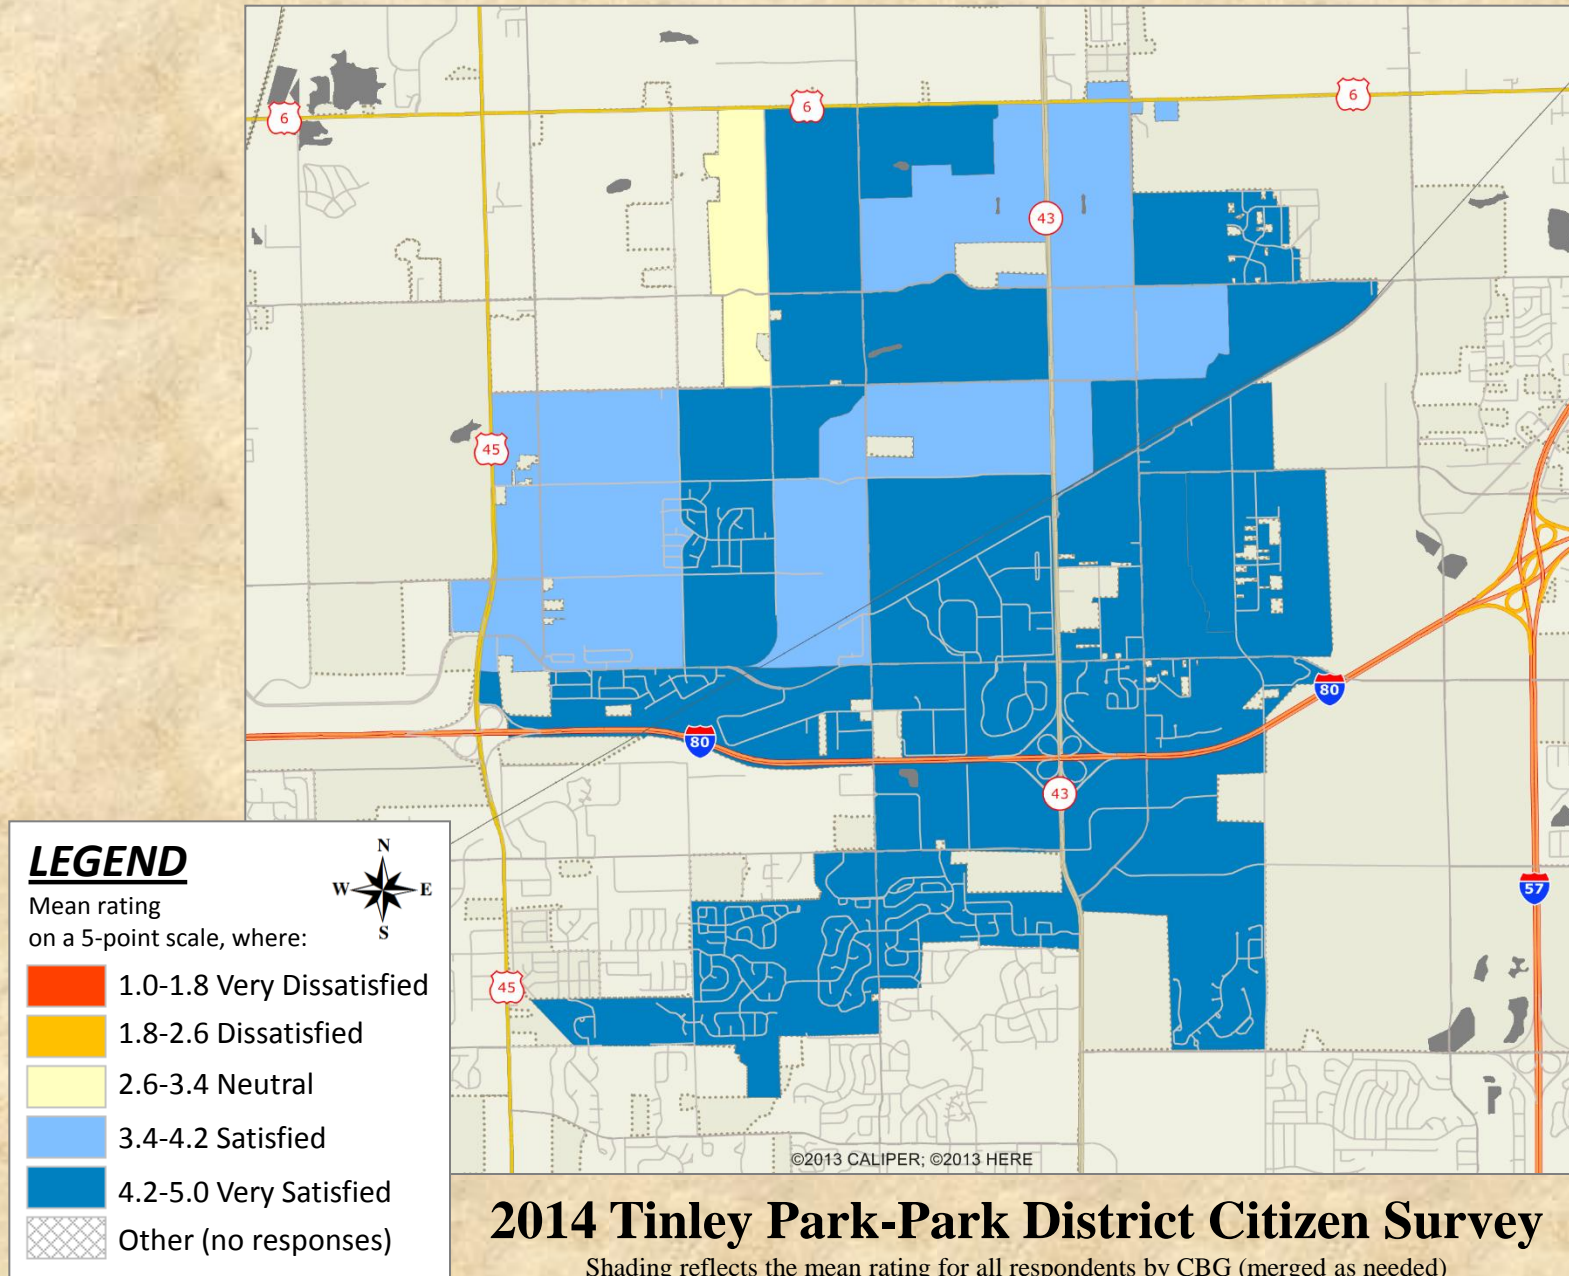 6
6
6
43
45
80
80
43
57
45
©2013 CALIPER; ©2013 HERE
LEGEND
Mean rating
on a 5-point scale, where:
N
W E
S
1.0-1.8 Very Dissatisfied
1.8-2.6 Dissatisfied
2.6-3.4 Neutral
3.4-4.2 Satisfied
4.2-5.0 Very Satisfied
Other (no responses)
2014 Tinley Park-Park District Citizen Survey
Shading reflects the mean rating for all respondents by CBG (merged as needed)